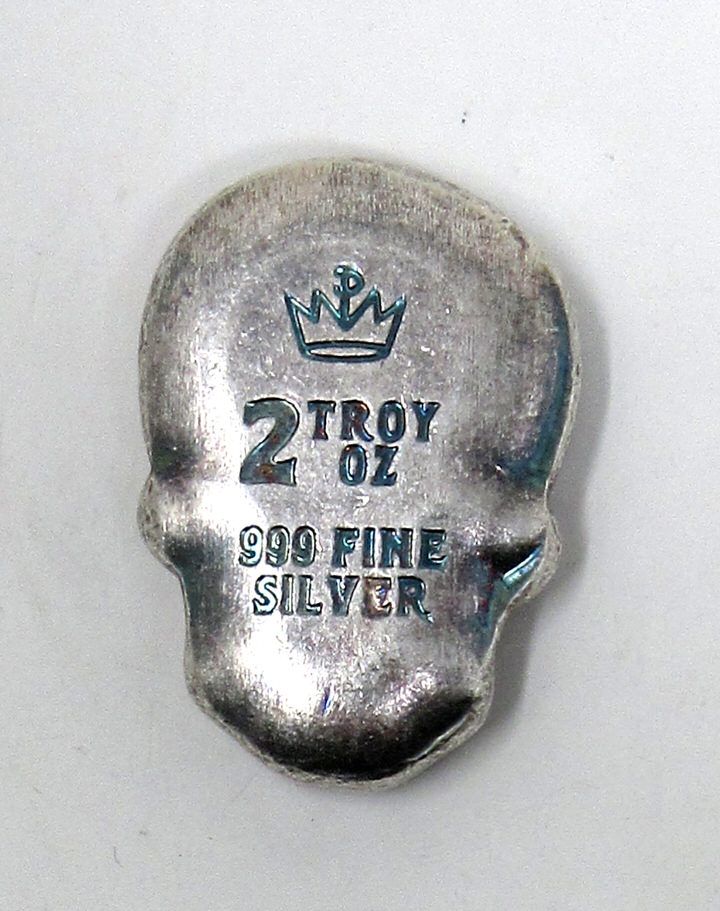 P
2 TROY
OZ
999 FINE
SILVER